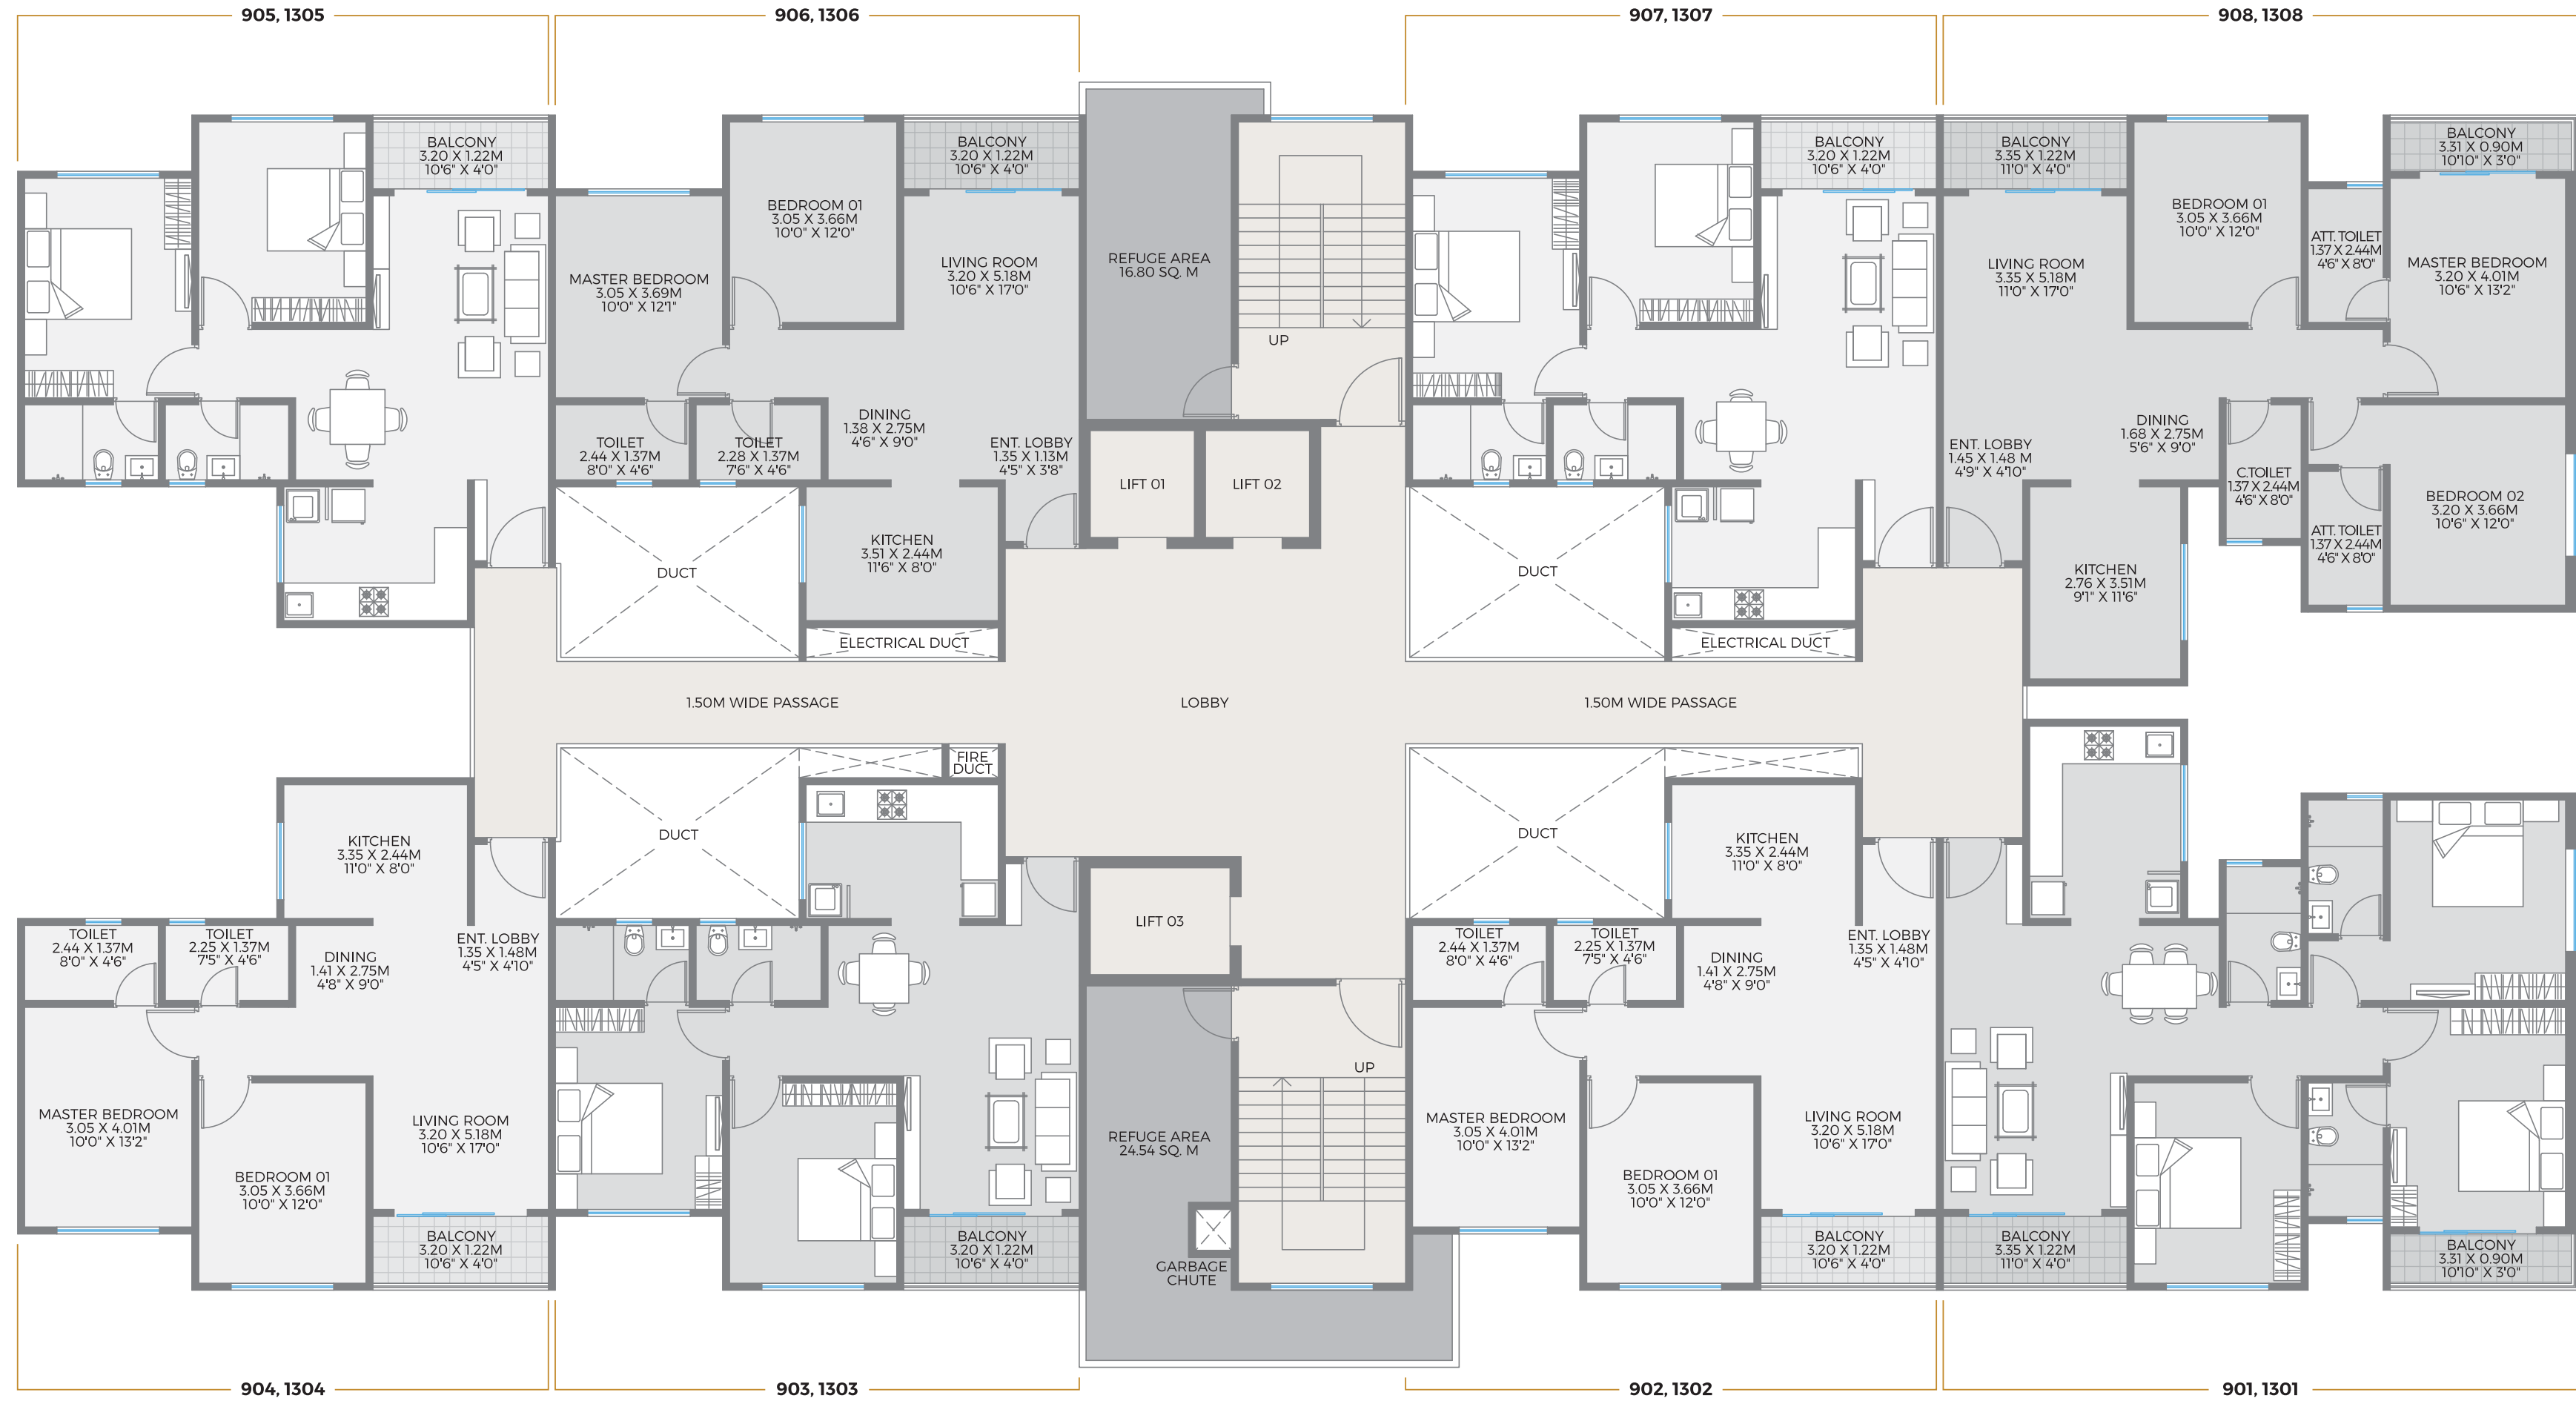 905, 1305
906, 1306
907, 1307
908, 1308
BALCONY
3.20 X 1.22M
10'6" X 4'0"
BALCONY
3.20 X 1.22M
10'6" X 4'0"
BALCONY
3.20 X 1.22M
10'6" X 4'0"
BALCONY
3.35 X 1.22M
11'0" X 4'0"
BALCONY
3.31 X 0.90M
10'10" X 3'0"
MASTER BEDROOM
3.05 X 3.69M
10'0" X 12'1"
BEDROOM 01
3.05 X 3.66M
10'0" X 12'0"
LIVING ROOM
3.20 X 5.18M
10'6" X 17'0"
REFUGE AREA
16.80 SQ. M
UP
LIVING ROOM
3.35 X 5.18M
11'0" X 17'0"
BEDROOM 01
3.05 X 3.66M
10'0" X 12'0"
ATT. TOILET
1.37 X 2.44M
4'6" X 8'0"
MASTER BEDROOM
3.20 X 4.01M
10'6" X 13'2"
TOILET
2.44 X 1.37M
8'0" X 4'6"
TOILET
2.28 X 1.37M
7'6" X 4'6"
DINING
1.38 X 2.75M
4'6" X 9'0"
ENT. LOBBY
1.35 X 1.13M
4'5" X 3'8"
LIFT 01
LIFT 02
ENT. LOBBY
1.45 X 1.48 M
4'9" X 4'10"
DINING
1.68 X 2.75M
5'6" X 9'0"
C.TOILET
1.37 X 2.44M
4'6" X 8'0"
ATT. TOILET
1.37 X 2.44M
4'6" X 8'0"
BEDROOM 02
3.20 X 3.66M
10'6" X 12'0"
DUCT
KITCHEN
3.51 X 2.44M
11'6" X 8'0"
DUCT
KITCHEN
2.76 X 3.51M
9'1" X 11'6"
ELECTRICAL DUCT
ELECTRICAL DUCT
1.50M WIDE PASSAGE
LOBBY
1.50M WIDE PASSAGE
FIRE
DUCT
DUCT
DUCT
KITCHEN
3.35 X 2.44M
11'0" X 8'0"
KITCHEN
3.35 X 2.44M
11'0" X 8'0"
TOILET
2.44 X 1.37M
8'0" X 4'6"
TOILET
2.25 X 1.37M
7'5" X 4'6"
DINING
1.41 X 2.75M
4'8" X 9'0"
ENT. LOBBY
1.35 X 1.48M
4'5" X 4'10"
LIFT 03
TOILET
2.44 X 1.37M
8'0" X 4'6"
TOILET
2.25 X 1.37M
7'5" X 4'6"
DINING
1.41 X 2.75M
4'8" X 9'0"
ENT. LOBBY
1.35 X 1.48M
4'5" X 4'10"
UP
MASTER BEDROOM
3.05 X 4.01M
10'0" X 13'2"
BEDROOM 01
3.05 X 3.66M
10'0" X 12'0"
LIVING ROOM
3.20 X 5.18M
10'6" X 17'0"
REFUGE AREA
24.54 SQ. M
GARBAGE
CHUTE
MASTER BEDROOM
3.05 X 4.01M
10'0" X 13'2"
BEDROOM 01
3.05 X 3.66M
10'0" X 12'0"
LIVING ROOM
3.20 X 5.18M
10'6" X 17'0"
BALCONY
3.20 X 1.22M
10'6" X 4'0"
BALCONY
3.20 X 1.22M
10'6" X 4'0"
BALCONY
3.20 X 1.22M
10'6" X 4'0"
BALCONY
3.35 X 1.22M
11'0" X 4'0"
BALCONY
3.31 X 0.90M
10'10" X 3'0"
904, 1304
903, 1303
902, 1302
901, 1301